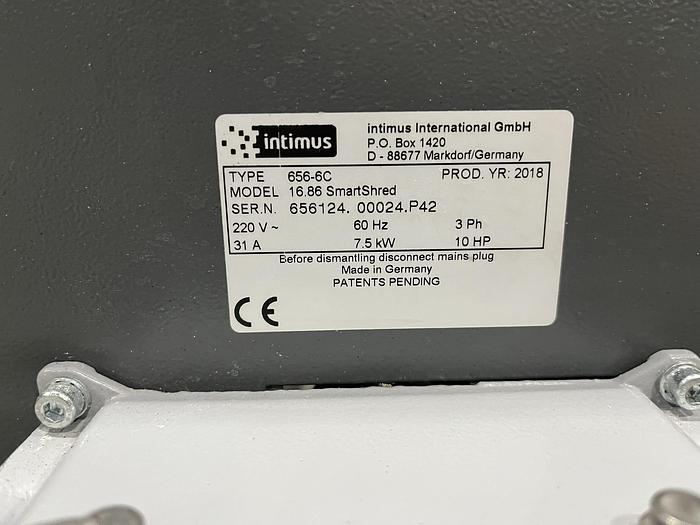 intimus
intimus International GmbH
P.O. Box 1420
D - 88677 Markdorf/Germany
TYPE 656-6C PROD. YR: 2018
MODEL 16.86 SmartShred
SER.N. 656124. 00024.P42
220 V ~ 60 Hz 3 Ph
31 A 7.5 kW 10 HP
Before dismantling disconnect mains plug
Made in Germany
PATENTS PENDING
CE